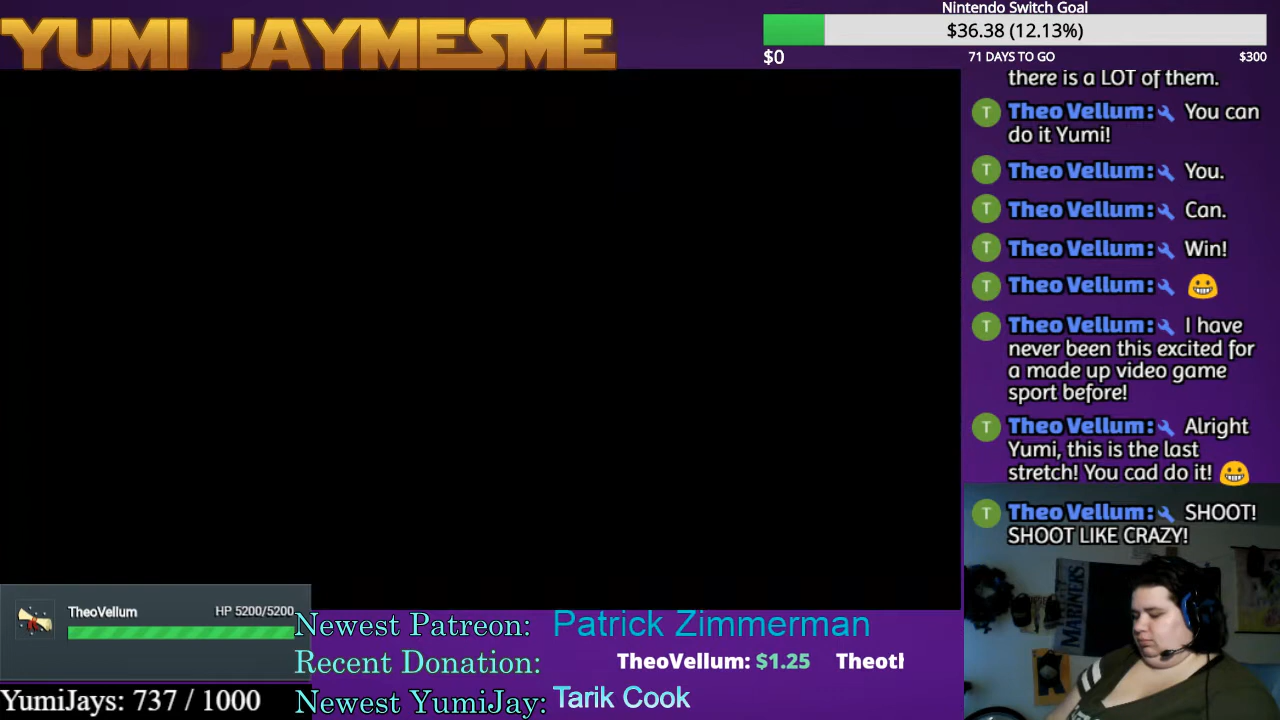 YUMI JAYMESME
Nintendo Switch Goal
$36.38 (12.13%)
$0
71 DAYS TO GO
$300
there is a LOT of them.
T Theo Vellum: You can
do it Yumi!
T Theo Vellum: You.
T Theo Vellum: Can.
T Theo Vellum: Win!
T Theo Vellum: 😀
T Theo Vellum: I have
never been this excited for
a made up video game
sport before!
T Theo Vellum: Alright
Yumi, this is the last
stretch! You cad do it! 😀
T Theo Vellum: SHOOT!
SHOOT LIKE CRAZY!
MARINERS
TheoVellum HP 5200/5200
Newest Patreon: Patrick Zimmerman
Recent Donation: TheoVellum: $1.25 Theotl
Newest YumiJay: Tarik Cook
YumiJays: 737 / 1000